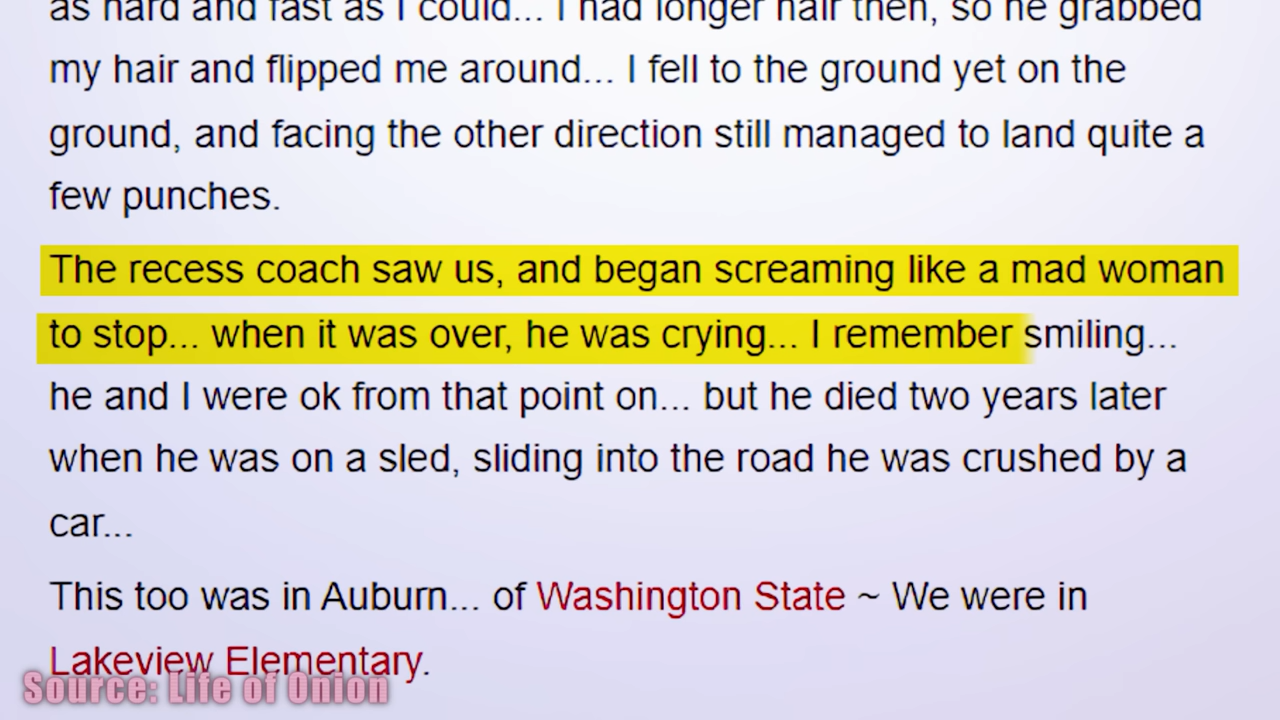 as hard and fast as I could... I had longer hair then, so he grabbed
my hair and flipped me around... I fell to the ground yet on the
ground, and facing the other direction still managed to land quite a
few punches.
The recess coach saw us, and began screaming like a mad woman
to stop... when it was over, he was crying... I remember smiling...
he and I were ok from that point on... but he died two years later
when he was on a sled, sliding into the road he was crushed by a
car...
This too was in Auburn... of Washington State ~ We were in
Lakeview Elementary.
Source: Life of Onion